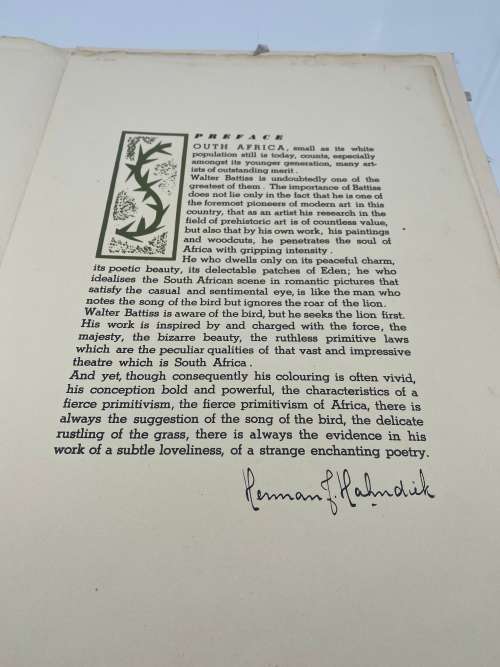 PREFACE
SOUTH AFRICA, small as its white
population still is today, counts, especially
amongst its younger generation, many art-
ists of outstanding merit.
Walter Battiss is undoubtedly one of the
greatest of them. The importance of Battiss
does not lie only in the fact that he is one of
the foremost pioneers of modern art in this
country, that as an artist his research in the
field of prehistoric art is of countless value,
but also that by his own work, his paintings
and woodcuts, he penetrates the soul of
Africa with gripping intensity.
He who dwells only on its peaceful charm,
its poetic beauty, its delectable patches of Eden; he who
idealises the South African scene in romantic pictures that
satisfy the casual and sentimental eye, is like the man who
notes the song of the bird but ignores the roar of the lion.
Walter Battiss is aware of the bird, but he seeks the lion first.
His work is inspired by and charged with the force, the
majesty, the bizarre beauty, the ruthless primitive laws
which are the peculiar qualities of that vast and impressive
theatre which is South Africa.
And yet, though consequently his colouring is often vivid,
his conception bold and powerful, the characteristics of a
fierce primitivism, the fierce primitivism of Africa, there is
always the suggestion of the song of the bird, the delicate
rustling of the grass, there is always the evidence in his
work of a subtle loveliness, of a strange enchanting poetry.
Herman F. Hahndiek